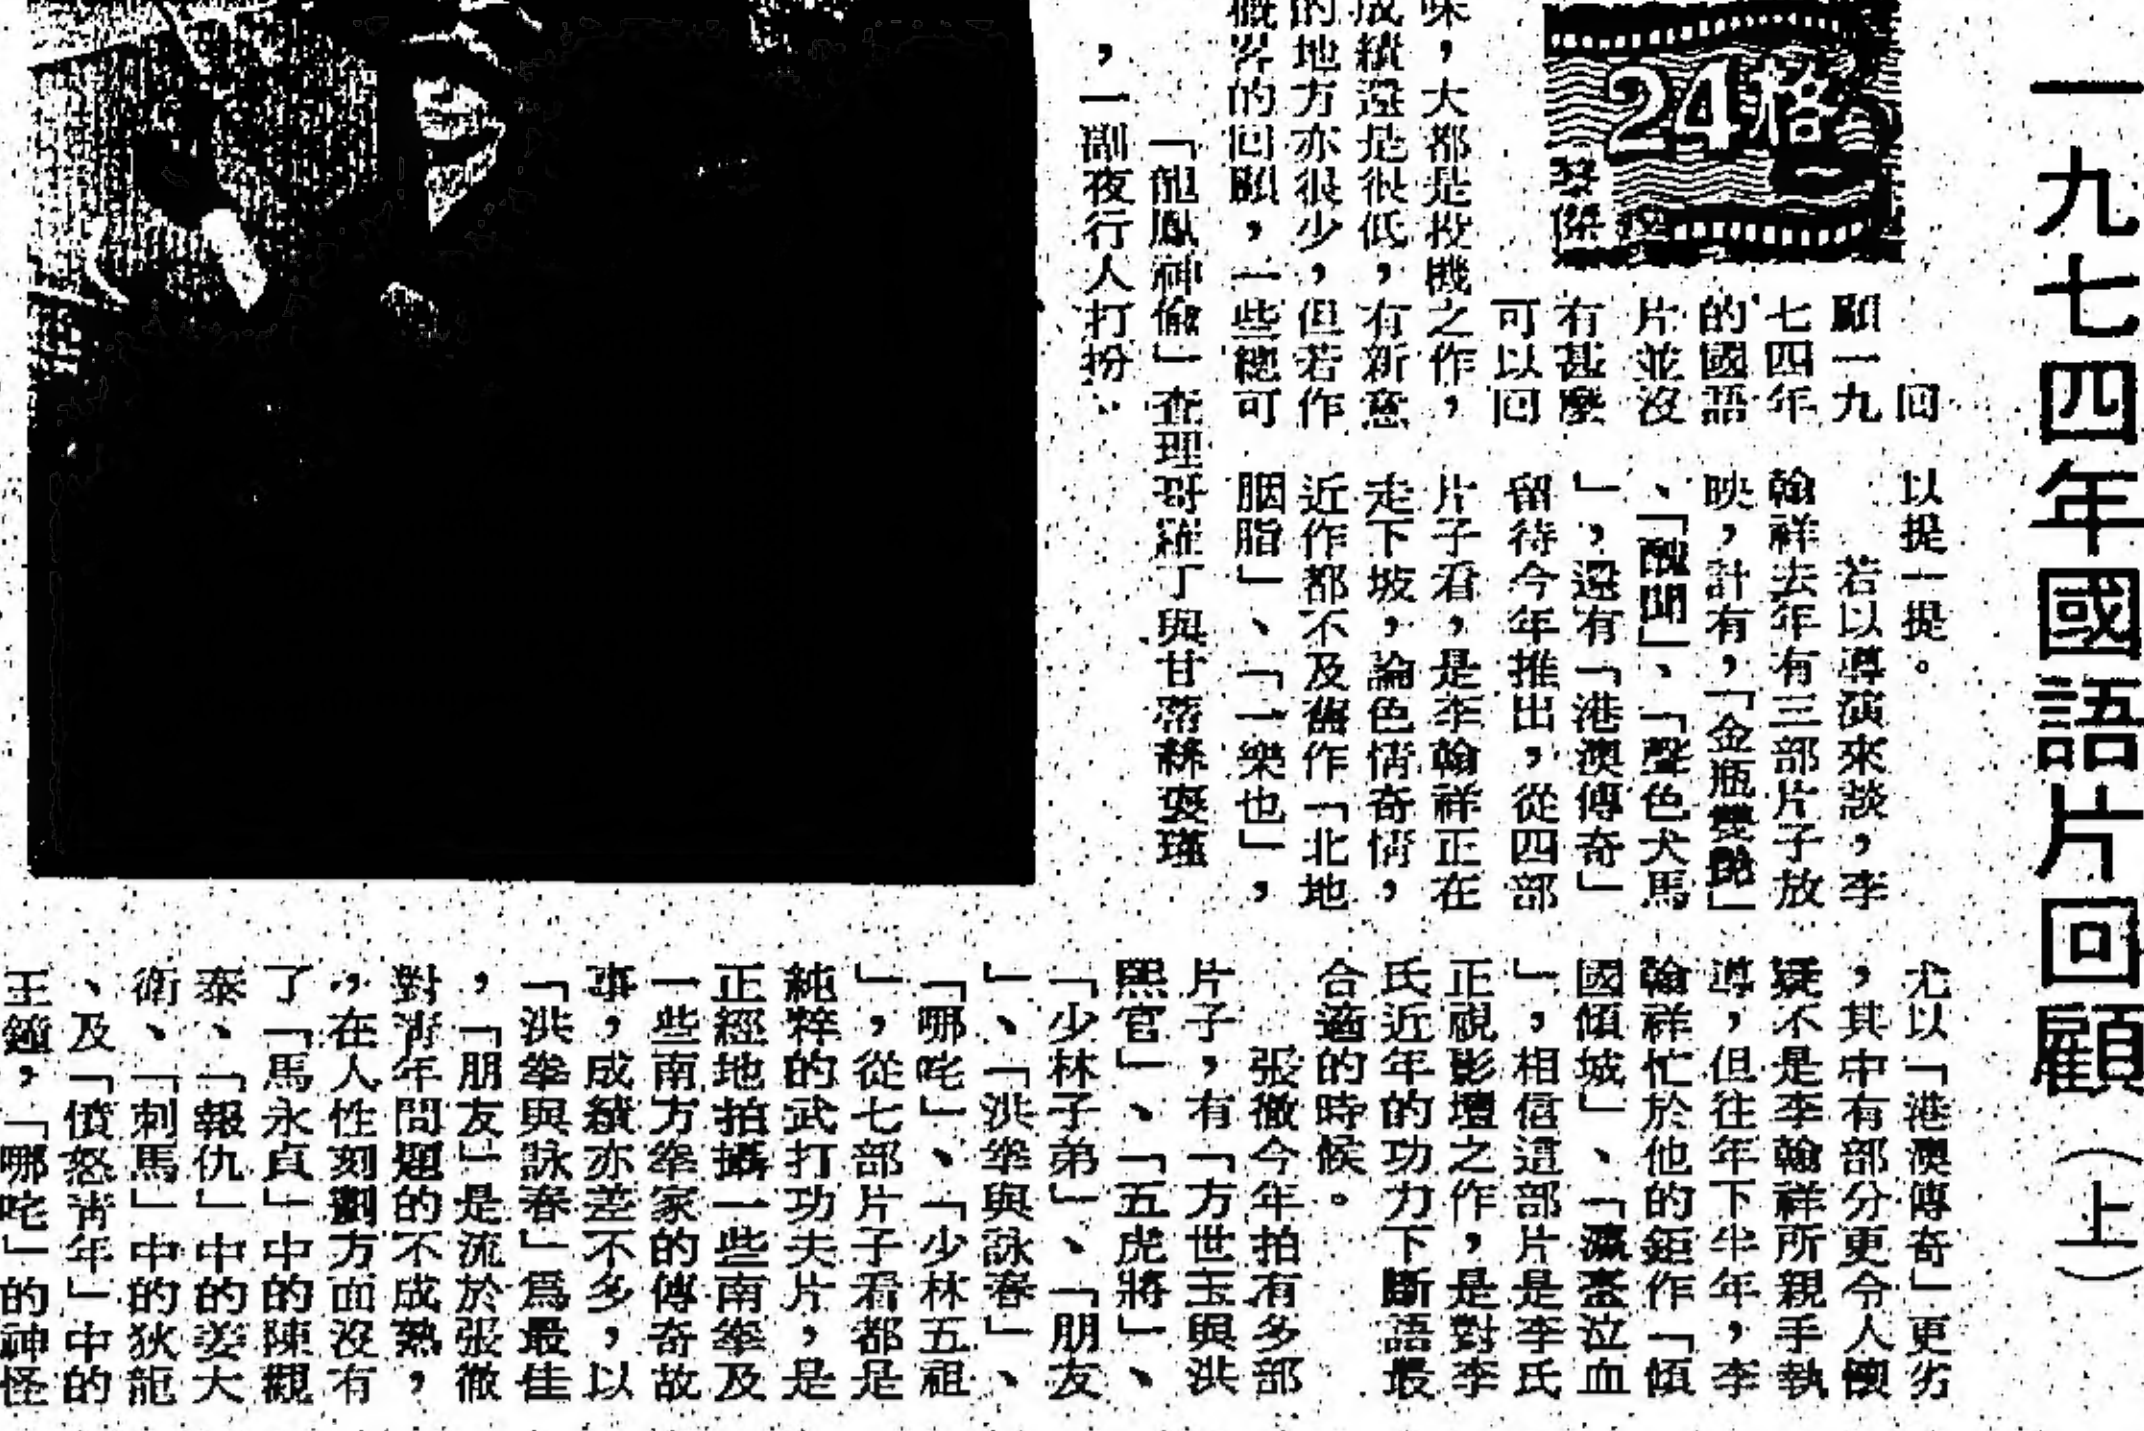 一九七四年國語片回顧（上）
24格
傑
回
顧一九
七四年
的國語
片並沒
有甚麼
可以回
味，大都是投機之作，
成績還是很低，有新意
的地方亦很少，但若作
概畧的回顧，一些總可
以提一提。
若以導演來談，李
翰祥去年有三部片子放
映，計有，「金瓶雙艷」
、「醜聞」、「聲色犬馬
」，還有「港澳傳奇」
留待今年推出，從四部
片子看，是李翰祥正在
走下坡，論色情奇情，
近作都不及舊作「北地
胭脂」、「一樂也」，
尤以「港澳傳奇」更劣
，其中有部分更令人懷
疑不是李翰祥所親手執
導，但往年下半年，李
翰祥忙於他的鉅作「傾
國傾城」、「瀛臺泣血
」，相信這部片是李氏
正視影壇之作，是對李
氏近年的功力下斷語最
合適的時候。
張徹今年拍有多部
片子，有「方世玉與洪
熙官」、「五虎將」、
「少林子弟」、「朋友
」、「洪拳與詠春」、
「哪咤」、「少林五祖
」，從七部片子看都是
純粹的武打功夫片，是
正經地拍攝一些南拳及
一些南方拳家的傳奇故
事，成績亦差不多，以
「洪拳與詠春」爲最佳
，「朋友」是流於張徹
對靑年問題的不成熟，
，在人性刻劃方面沒有
了「馬永貞」中的陳觀
泰、「報仇」中的姜大
衛、「刺馬」中的狄龍
、及「憤怒靑年」中的
王鐘，「哪咤」的神怪
「龍鳳神偷」查理哥羅丁與甘蒂絲裴瑾
，一副夜行人打扮。